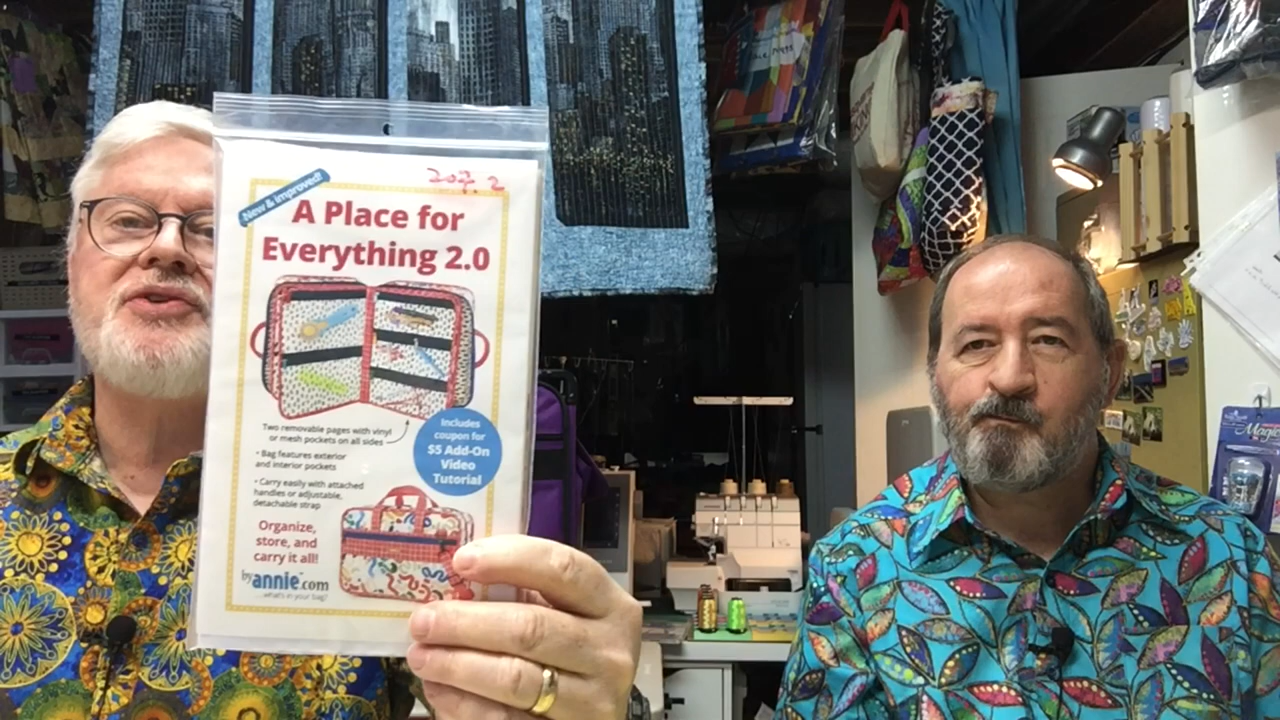 202.2
New & improved!
A Place for
Everything 2.0
Two removable pages with vinyl
or mesh pockets on all sides
• Bag features exterior
and interior pockets
• Carry easily with attached
handles or adjustable,
detachable strap
Includes
coupon for
$5 Add-On
Video
Tutorial
Organize,
store, and
carry it all!
byannie.com
...what's in your bag?
Magic